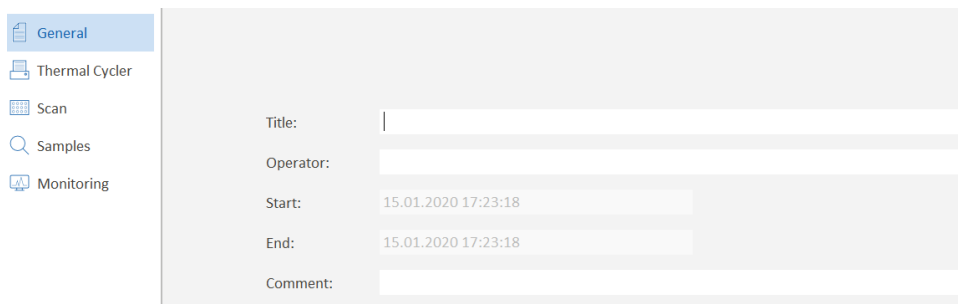 General
Thermal Cycler
Scan
Samples
Monitoring
Title:
Operator:
Start: 15.01.2020 17:23:18
End: 15.01.2020 17:23:18
Comment: